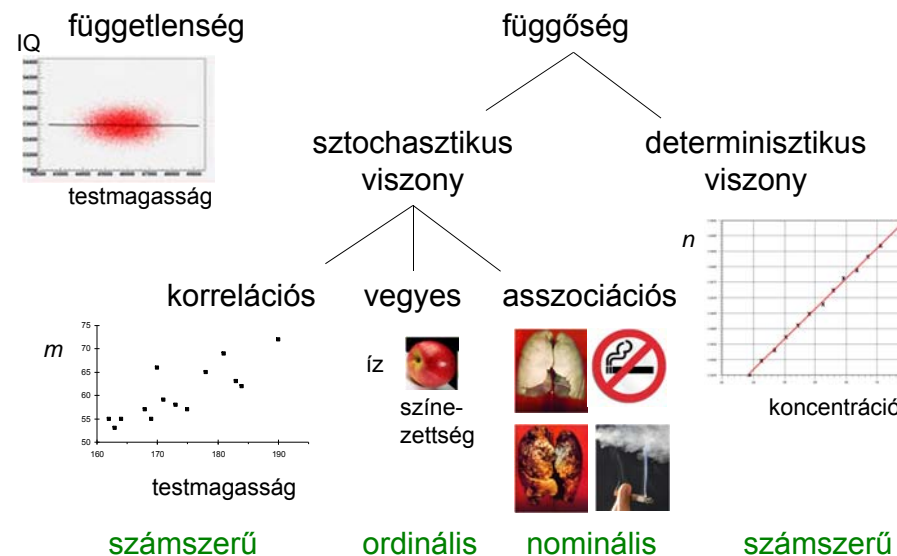 függetlenség
függőség
IQ
testmagasság
sztochasztikus
viszony
determinisztikus
viszony
korrelációs
vegyes
asszociációs
m
75
70
65
60
55
50
160
170
180
190
testmagasság
íz
színe-
zettség
n
koncentráció
számszerű
ordinális
nominális
számszerű